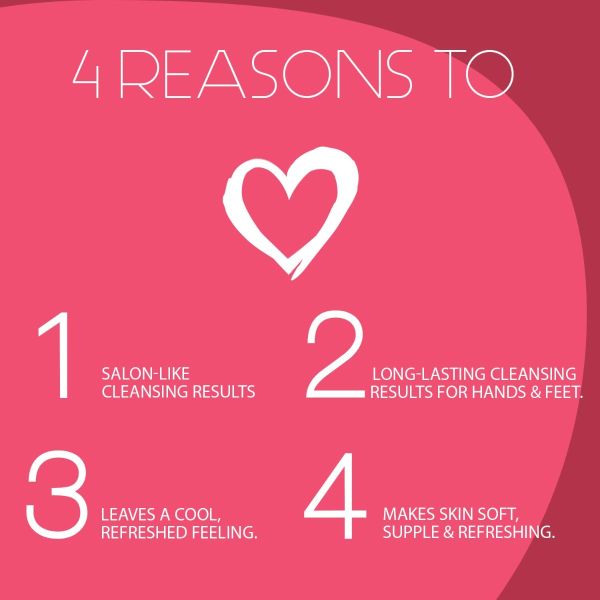 4 REASONS TO
1
SALON-LIKE
CLEANSING RESULTS
2
LONG-LASTING CLEANSING
RESULTS FOR HANDS & FEET.
3
LEAVES A COOL,
REFRESHED FEELING.
4
MAKES SKIN SOFT,
SUPPLE & REFRESHING.